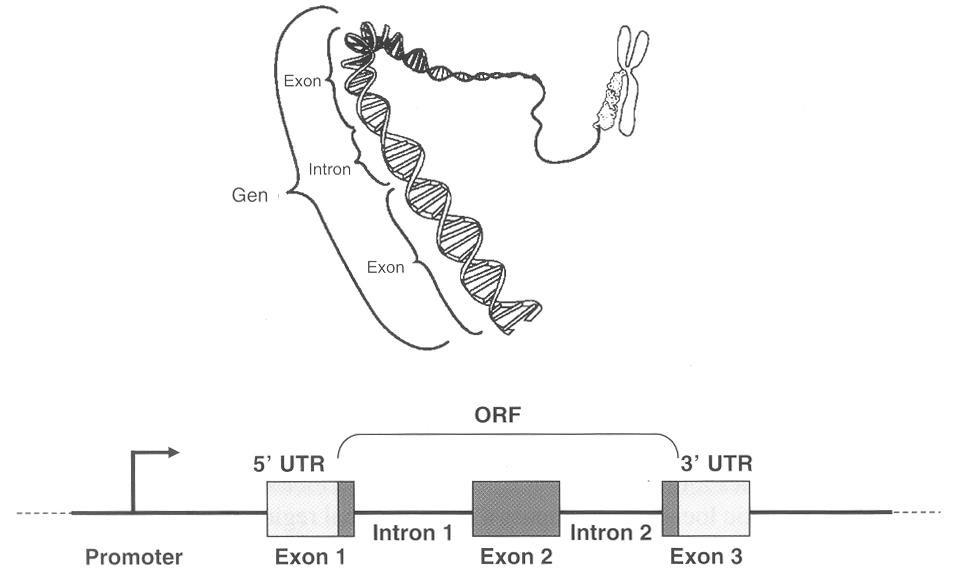 Exon
Intron
Gen
Exon
ORF
5' UTR
3' UTR
Intron 1
Intron 2
Promoter
Exon 1
Exon 2
Exon 3